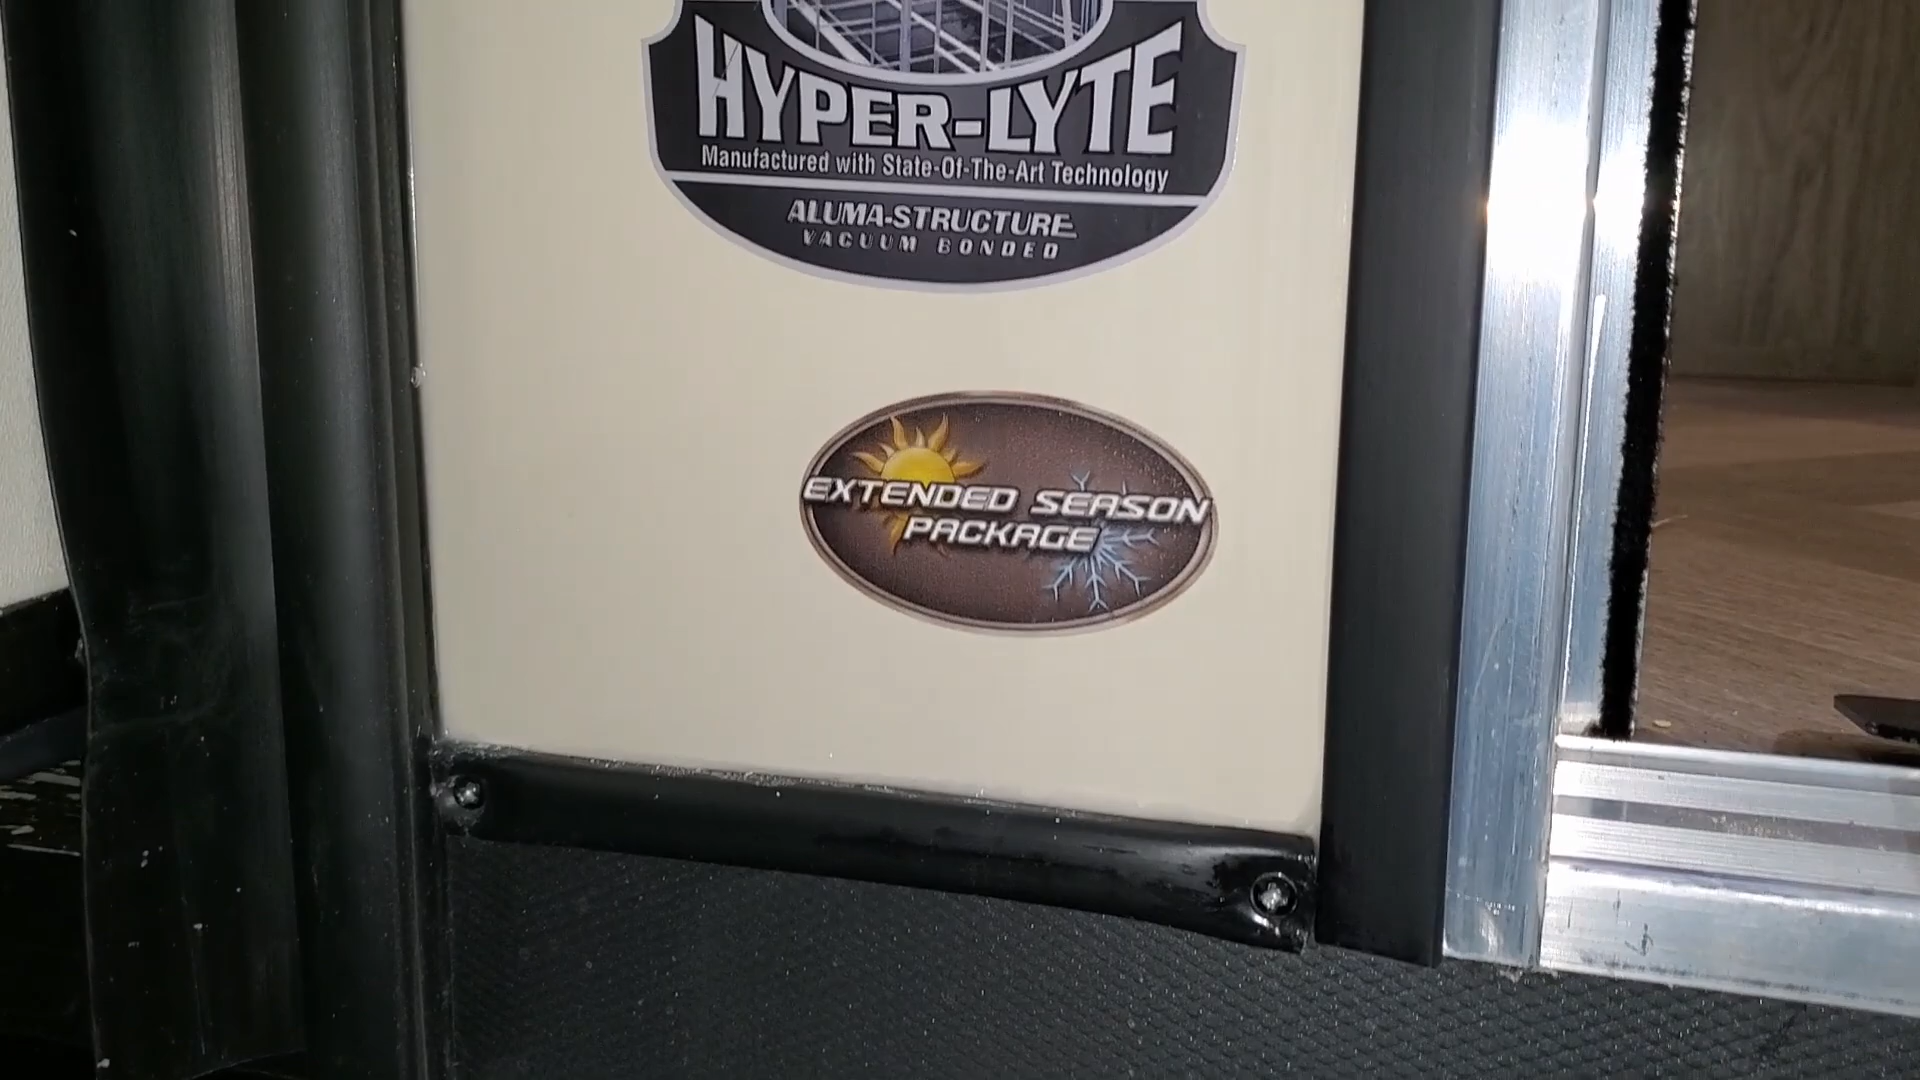 HYPER-LYTE
Manufactured with State-Of-The-Art Technology
ALUMA-STRUCTURE
VACUUM BONDED
EXTENDED SEASON
PACKAGE